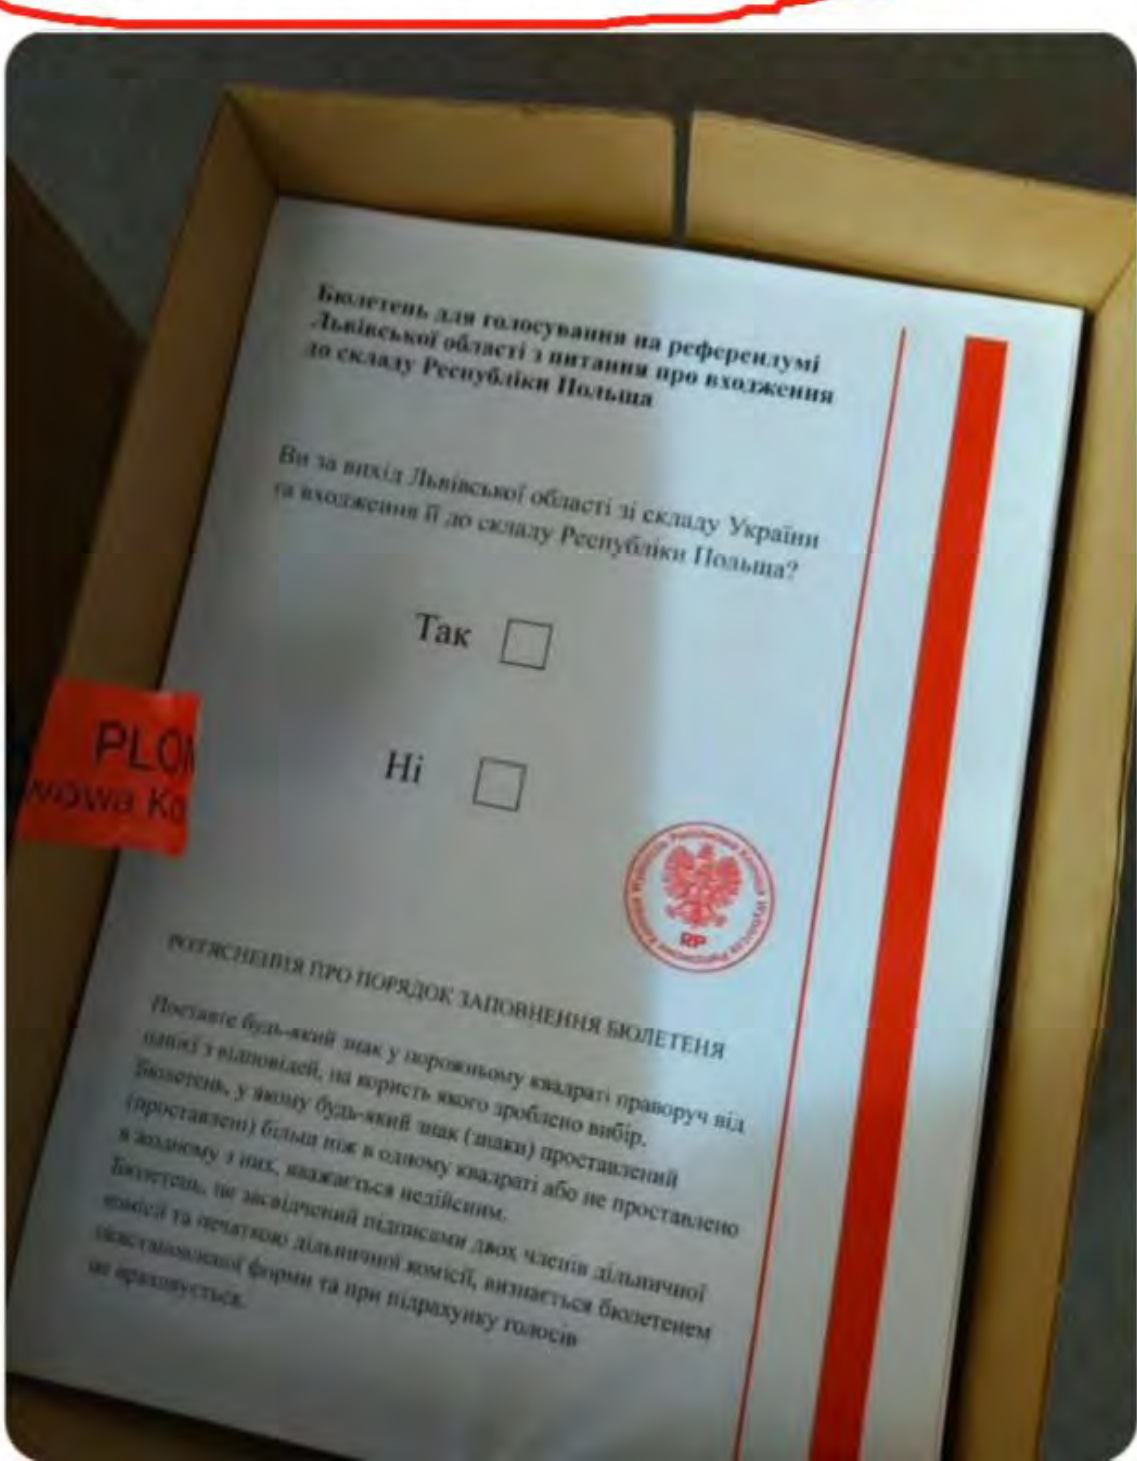 Бюлетень для голосування на референдумі
Львівської області з питання про входження
до складу Республіки Польща
Ви за вихід Львівської області зі складу України
та входження її до складу Республіки Польща?
Так
Ні
PLOM
wowa Ko
RP
РОЗ'ЯСНЕННЯ ПРО ПОРЯДОК ЗАПОВНЕННЯ БЮЛЕТЕНЯ
Поставте будь-який знак у порожньому квадраті праворуч від
однієї з відповідей, на користь якого зроблено вибір.
Бюлетень, у якому будь-який знак (знаки) проставлений
(проставлені) більш ніж в одному квадраті або не проставлено
в жодному з них, вважається недійсним.
Бюлетень, не засвідчений підписами двох членів дільничної
комісії та печаткою дільничної комісії, визнається бюлетенем
форми та при підрахунку голосів
не враховується.